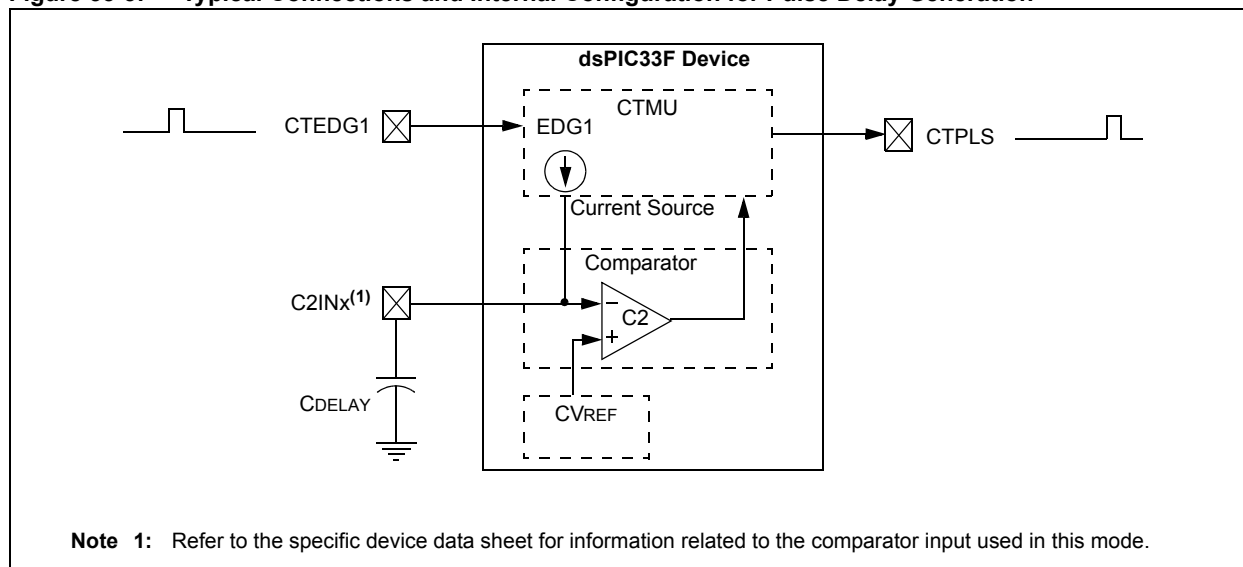 Figure 55-6: Typical Connections and Internal Configuration for Pulse Delay Generation
dsPIC33F Device
CTMU
CTEDG1
EDG1
CTPLS
Current Source
Comparator
C2INx(1)
−
C2
+
CDELAY
CVREF
Note 1: Refer to the specific device data sheet for information related to the comparator input used in this mode.